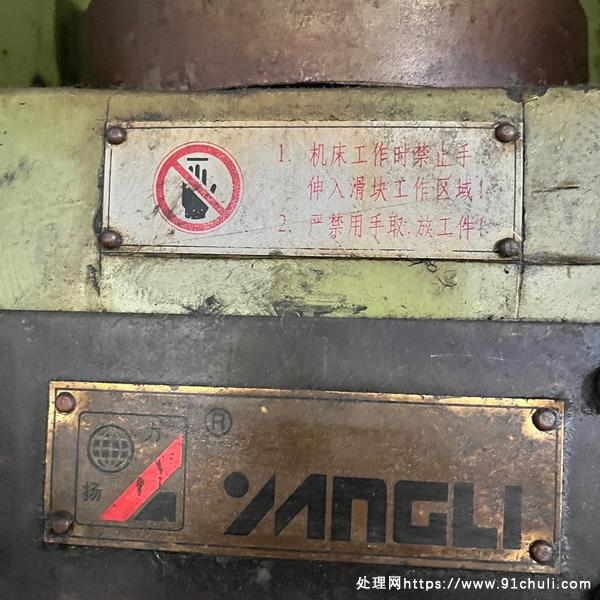 1. 机床工作时禁止手
伸入滑块工作区域!
2. 严禁用手取.放工件!
力
扬
®
YANGLI
处理网https://www.91chuli.com